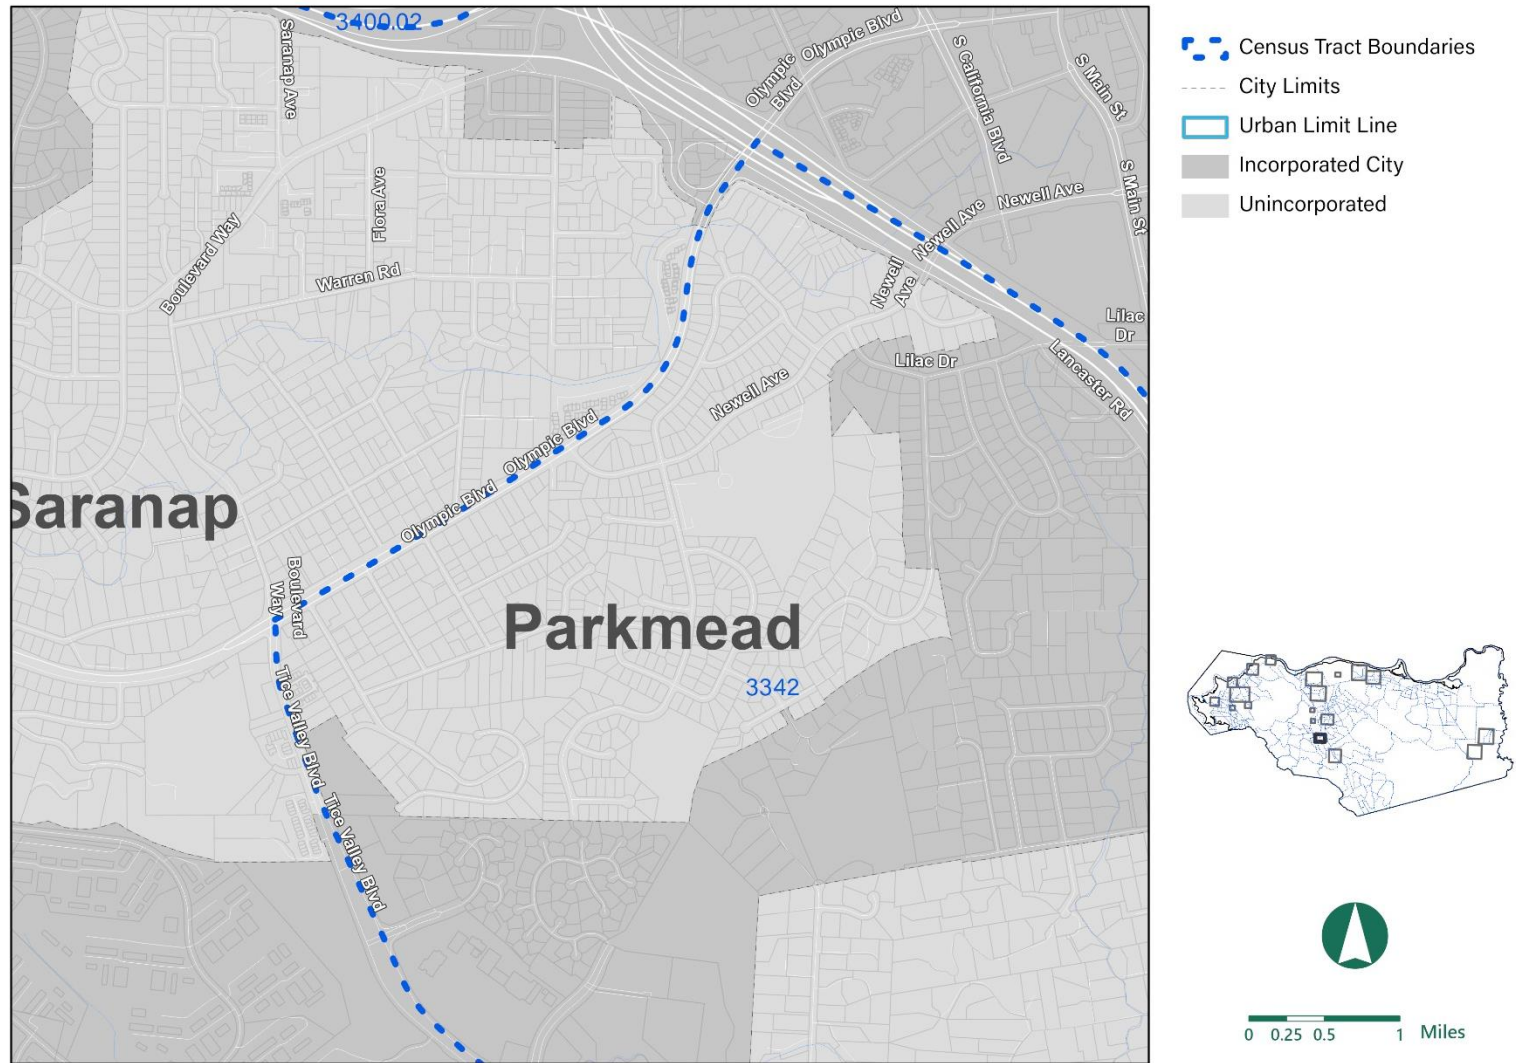 3400.02
Saranap Ave
Olympic
Blvd
Olympic Blvd
S California Blvd
S Main St
S Main St
Flora Ave
Boulevard Way
Warren Rd
Newell Ave
Newell Ave
Newell
Ave
Lilac
Dr
Lilac Dr
Lancaster Rd
Newell Ave
Olympic Blvd
Olympic Blvd
Saranap
Boulevard
Way
Parkmead
3342
Tice Valley Blvd
Tice Valley Blvd
Census Tract Boundaries
City Limits
Urban Limit Line
Incorporated City
Unincorporated
0 0.25 0.5 1 Miles